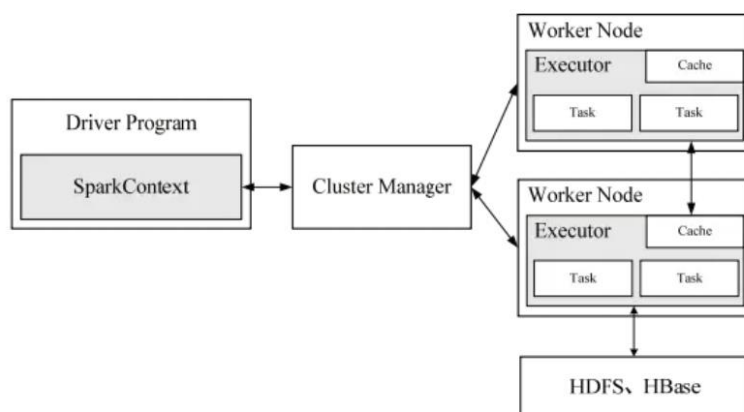 Driver Program
SparkContext
Cluster Manager
Worker Node
Executor
Cache
Task
Task
Worker Node
Executor
Cache
Task
Task
HDFS、HBase